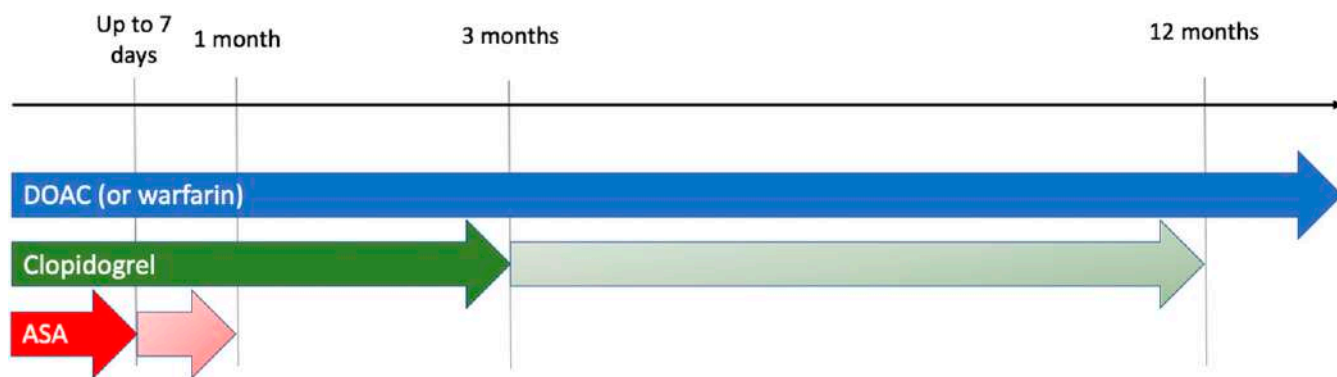 Up to 7
days
1 month
3 months
12 months
DOAC (or warfarin)
Clopidogrel
ASA